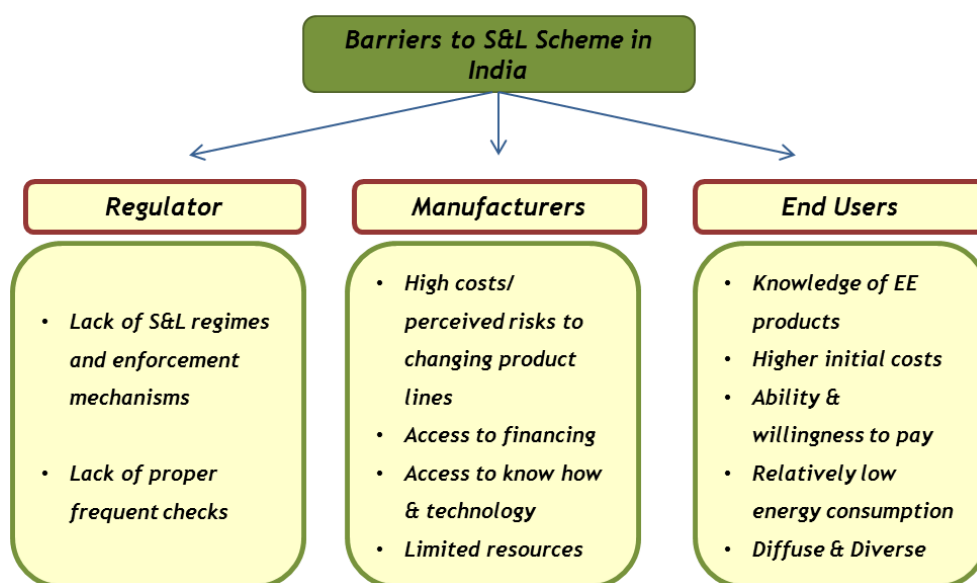 Barriers to S&L Scheme in
India
Regulator
Manufacturers
End Users
• Lack of S&L regimes
and enforcement
mechanisms
• Lack of proper
frequent checks
• High costs/
perceived risks to
changing product
lines
• Access to financing
• Access to know how
& technology
• Limited resources
• Knowledge of EE
products
• Higher initial costs
• Ability &
willingness to pay
• Relatively low
energy consumption
• Diffuse & Diverse